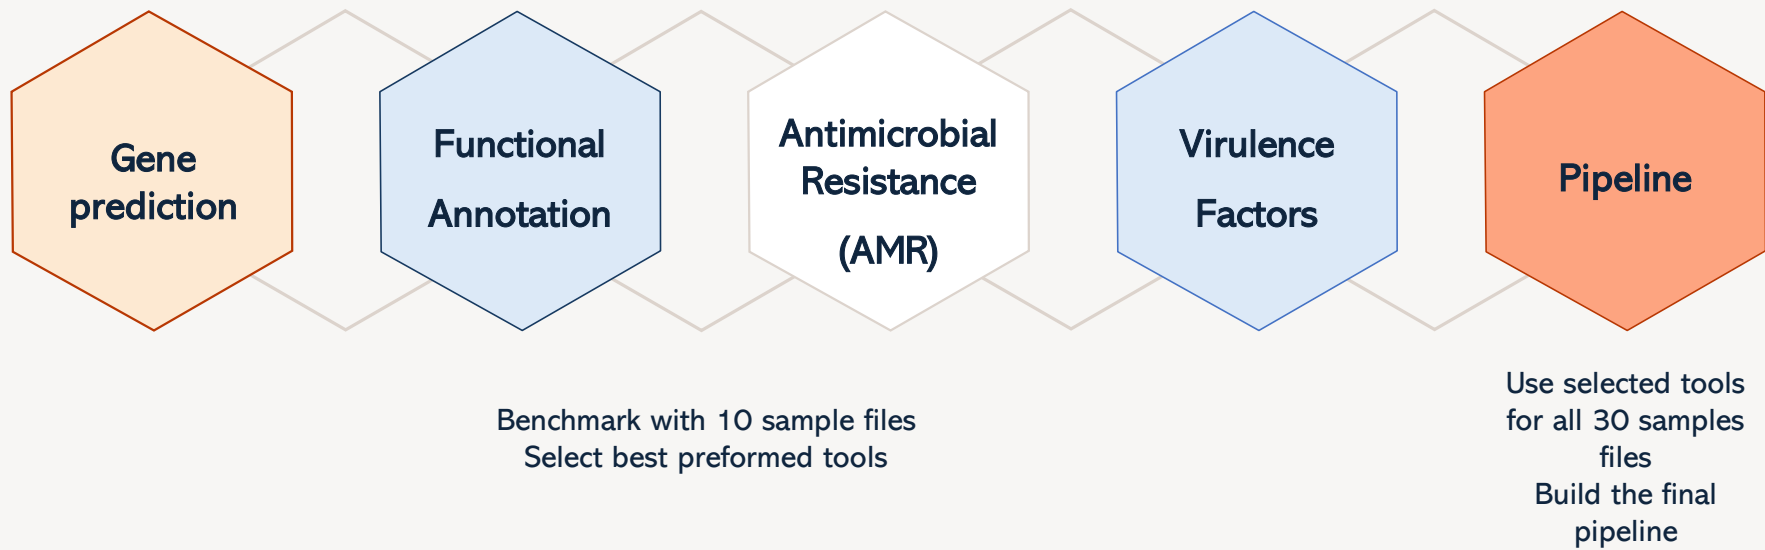 Gene
prediction
Functional
Annotation
Antimicrobial
Resistance
(AMR)
Virulence
Factors
Pipeline
Benchmark with 10 sample files
Select best preformed tools
Use selected tools
for all 30 samples
files
Build the final
pipeline